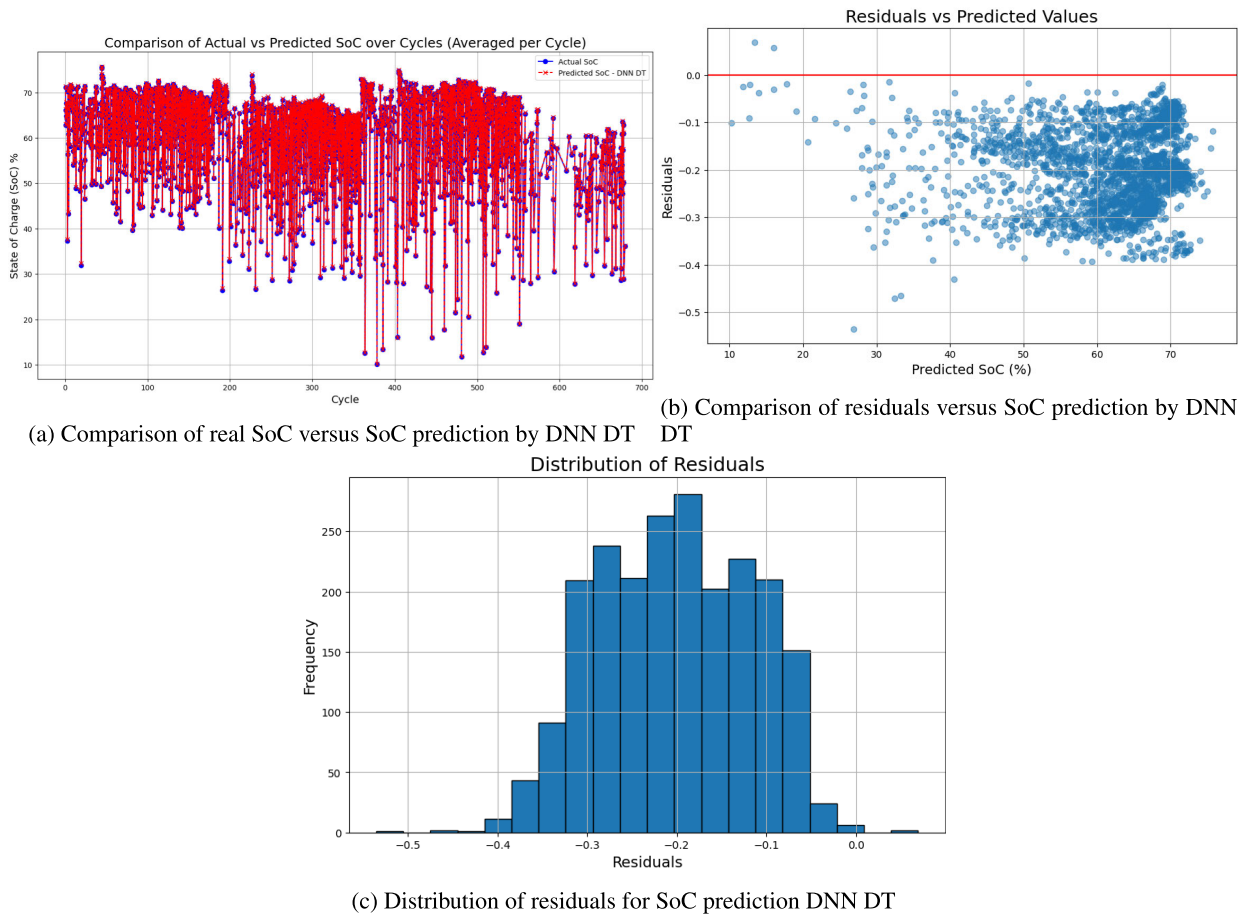 Comparison of Actual vs Predicted SoC over Cycles (Averaged per Cycle)
Actual SoC
Predicted SoC - DNN DT
State of Charge (SoC) %
70
60
50
40
30
20
10
0
100
200
300
400
500
600
700
Cycle
(a) Comparison of real SoC versus SoC prediction by DNN DT
Residuals vs Predicted Values
Residuals
0.0
−0.1
−0.2
−0.3
−0.4
−0.5
10
20
30
40
50
60
70
Predicted SoC (%)
(b) Comparison of residuals versus SoC prediction by DNN
DT
Distribution of Residuals
Frequency
250
200
150
100
50
0
−0.5
−0.4
−0.3
−0.2
−0.1
0.0
Residuals
(c) Distribution of residuals for SoC prediction DNN DT